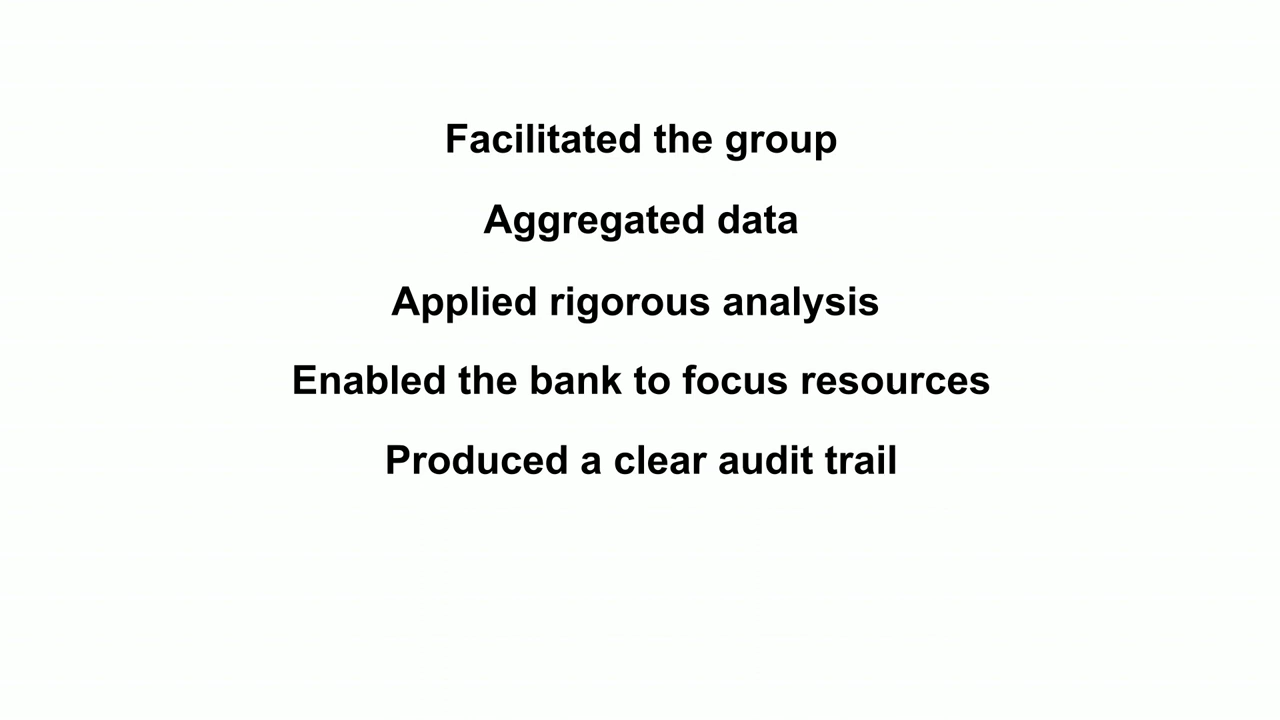 Facilitated the group
Aggregated data
Applied rigorous analysis
Enabled the bank to focus resources
Produced a clear audit trail